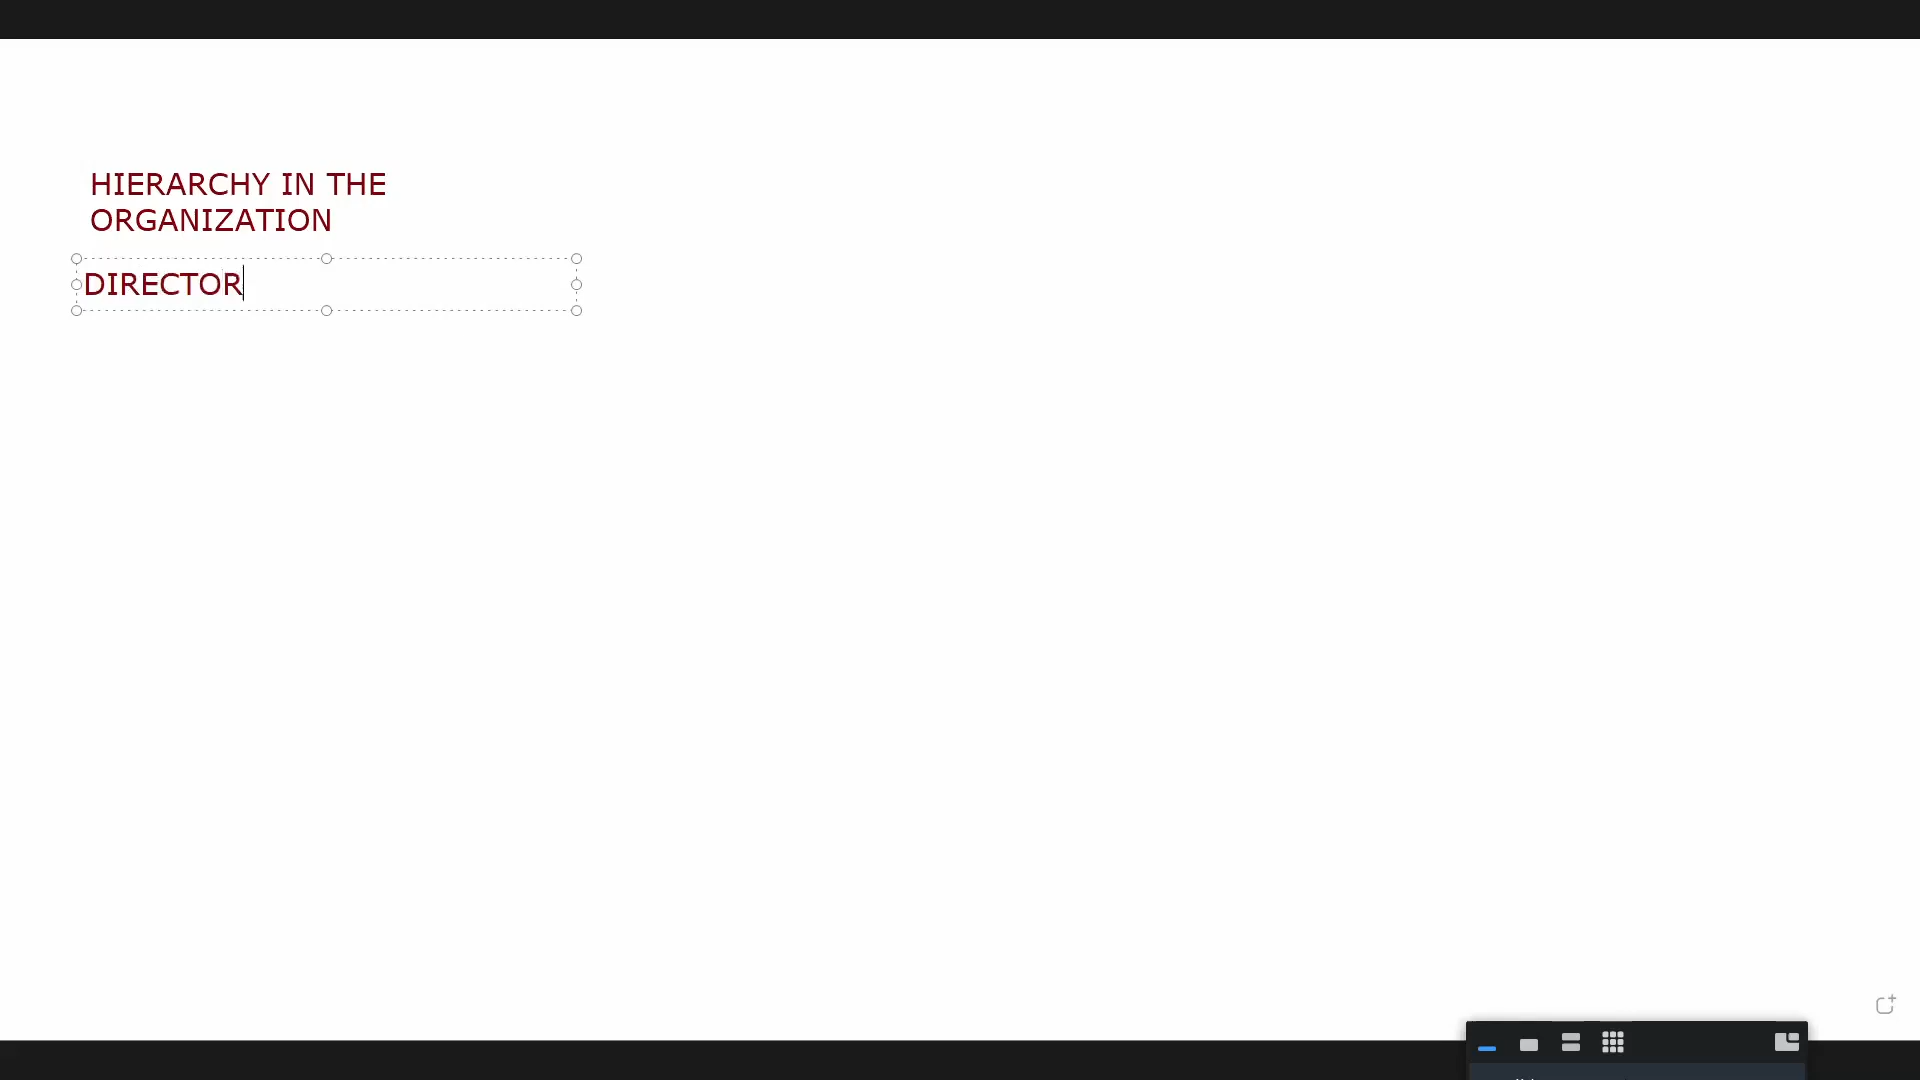 HIERARCHY IN THE
ORGANIZATION
DIRECTOR